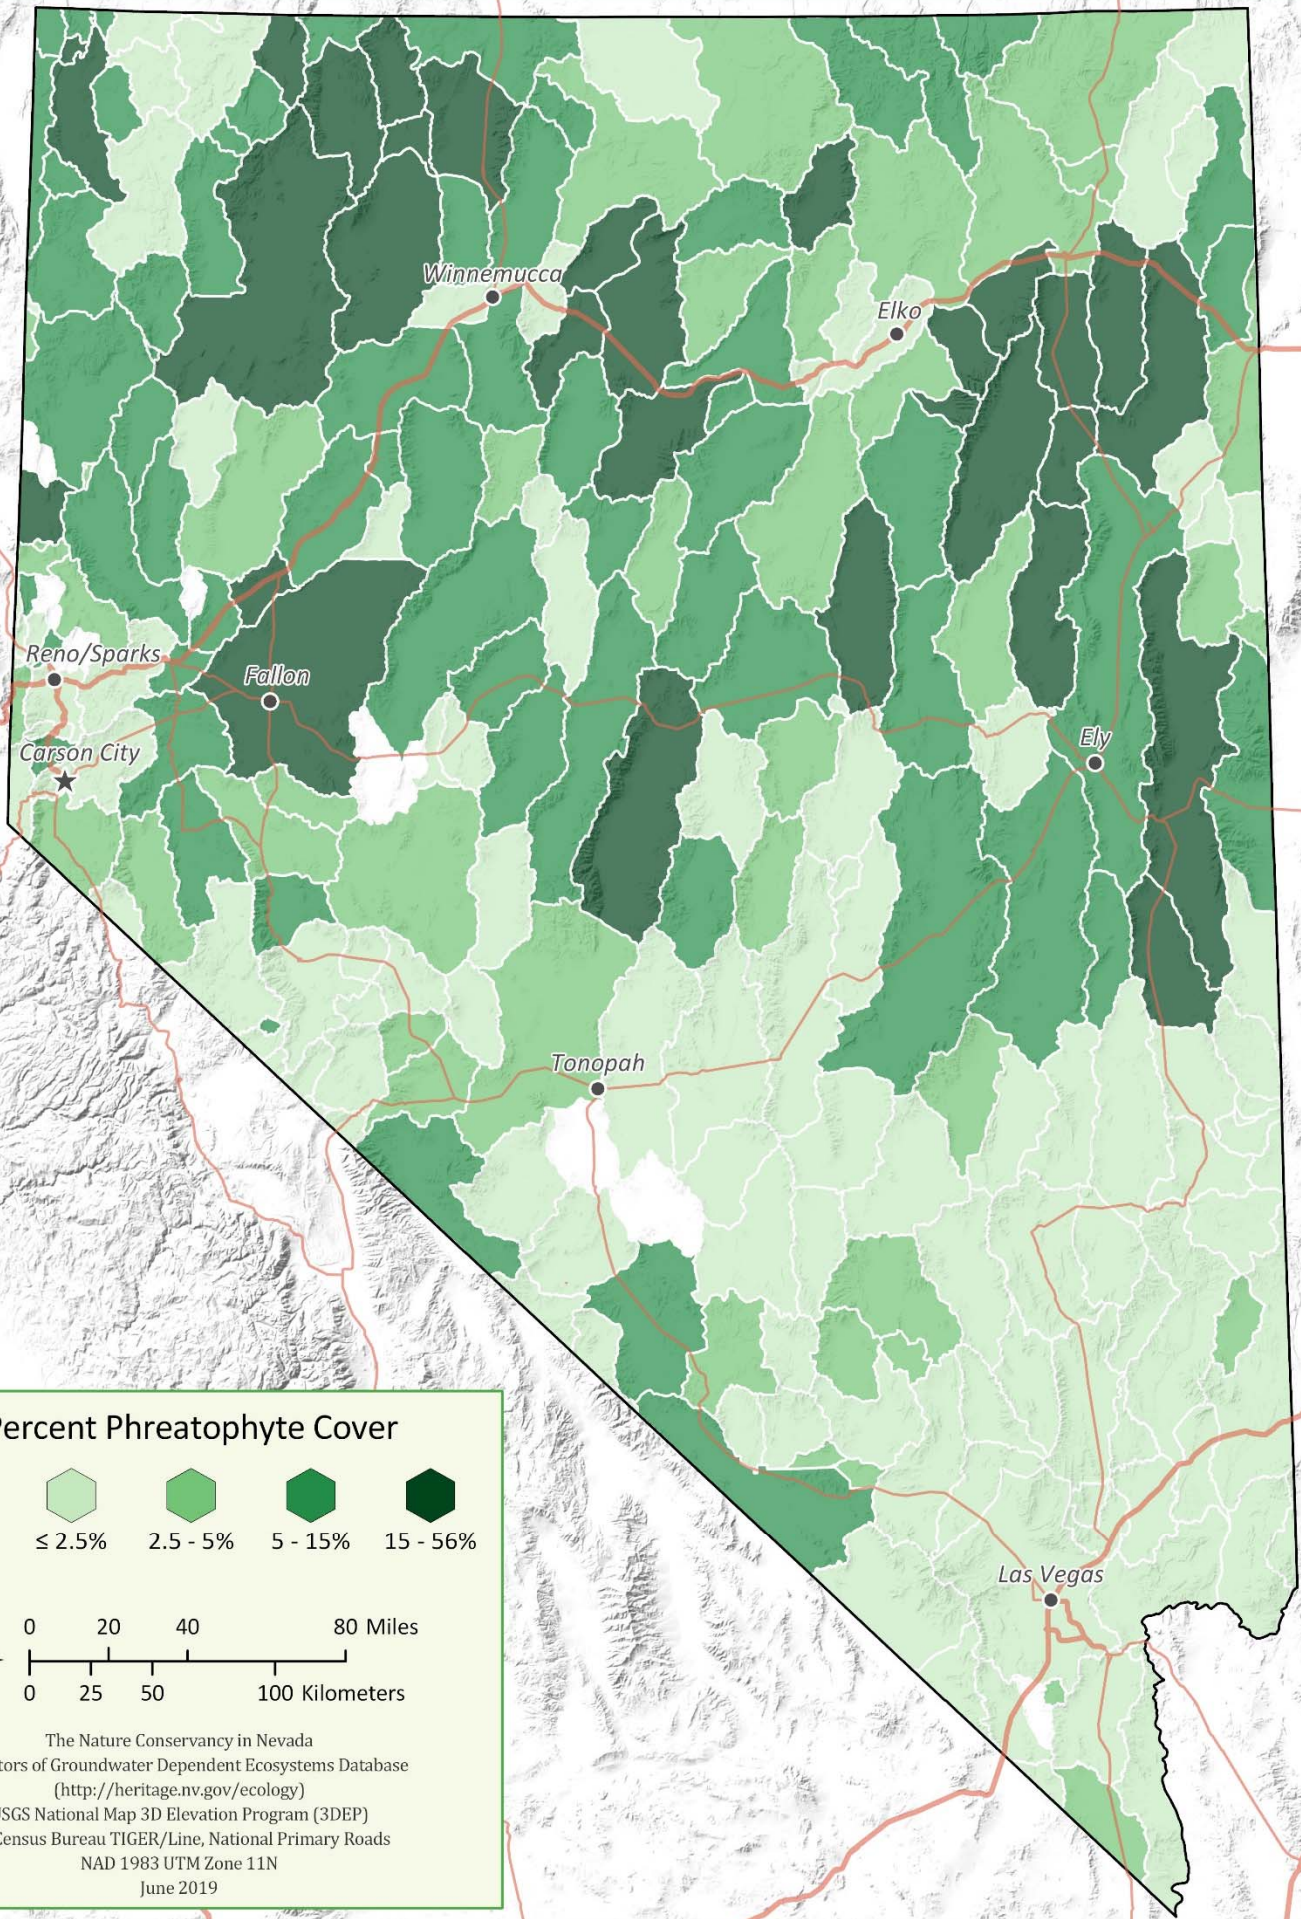 Winnemucca
Elko
Reno/Sparks
Fallon
Carson City
Ely
Tonopah
Las Vegas
Percent Phreatophyte Cover
≤ 2.5% 2.5 - 5% 5 - 15% 15 - 56%
0 20 40 80 Miles
0 25 50 100 Kilometers
The Nature Conservancy in Nevada
tors of Groundwater Dependent Ecosystems Database
(http://heritage.nv.gov/ecology)
SGS National Map 3D Elevation Program (3DEP)
Census Bureau TIGER/Line, National Primary Roads
NAD 1983 UTM Zone 11N
June 2019